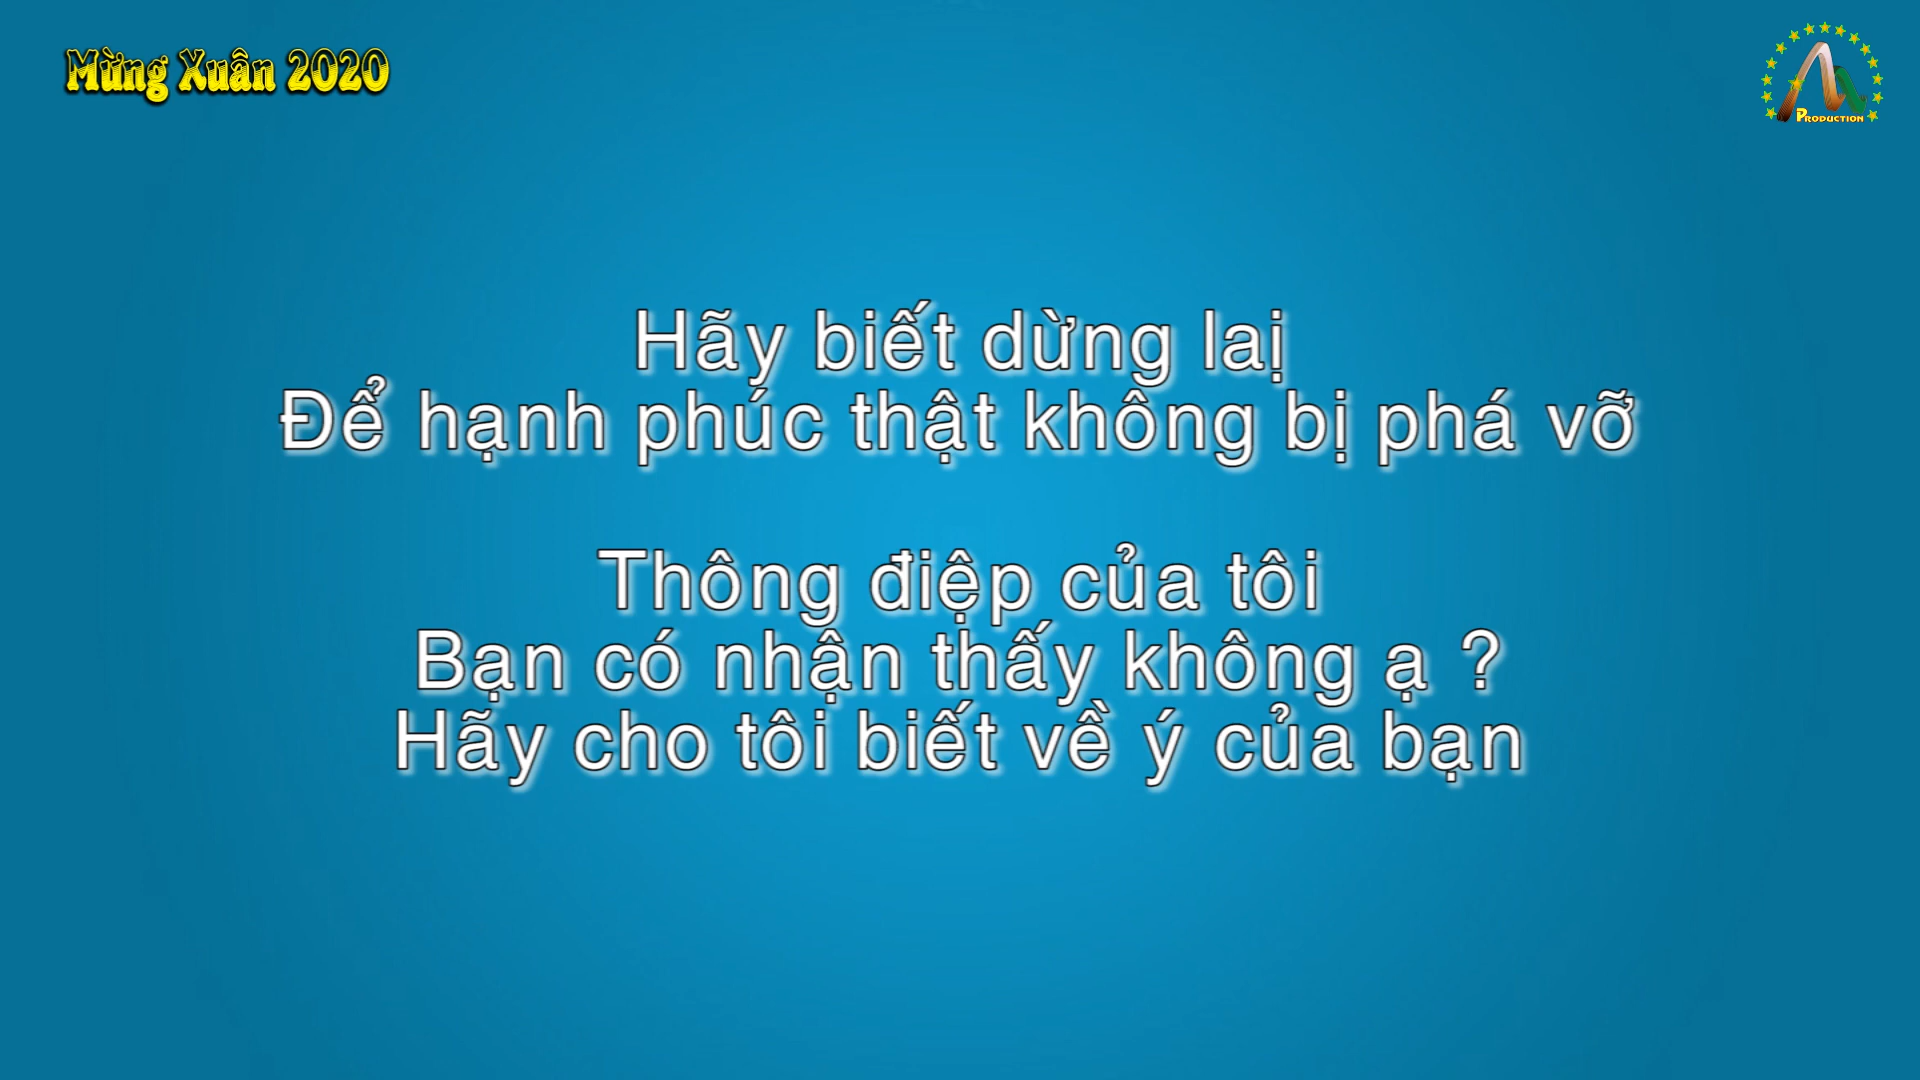 Mừng Xuân 2020
PRODUCTION
Hãy biết dừng laị
Để hạnh phúc thật không bị phá vỡ
Thông điệp của tôi
Bạn có nhận thấy không ạ ?
Hãy cho tôi biết về ý của bạn